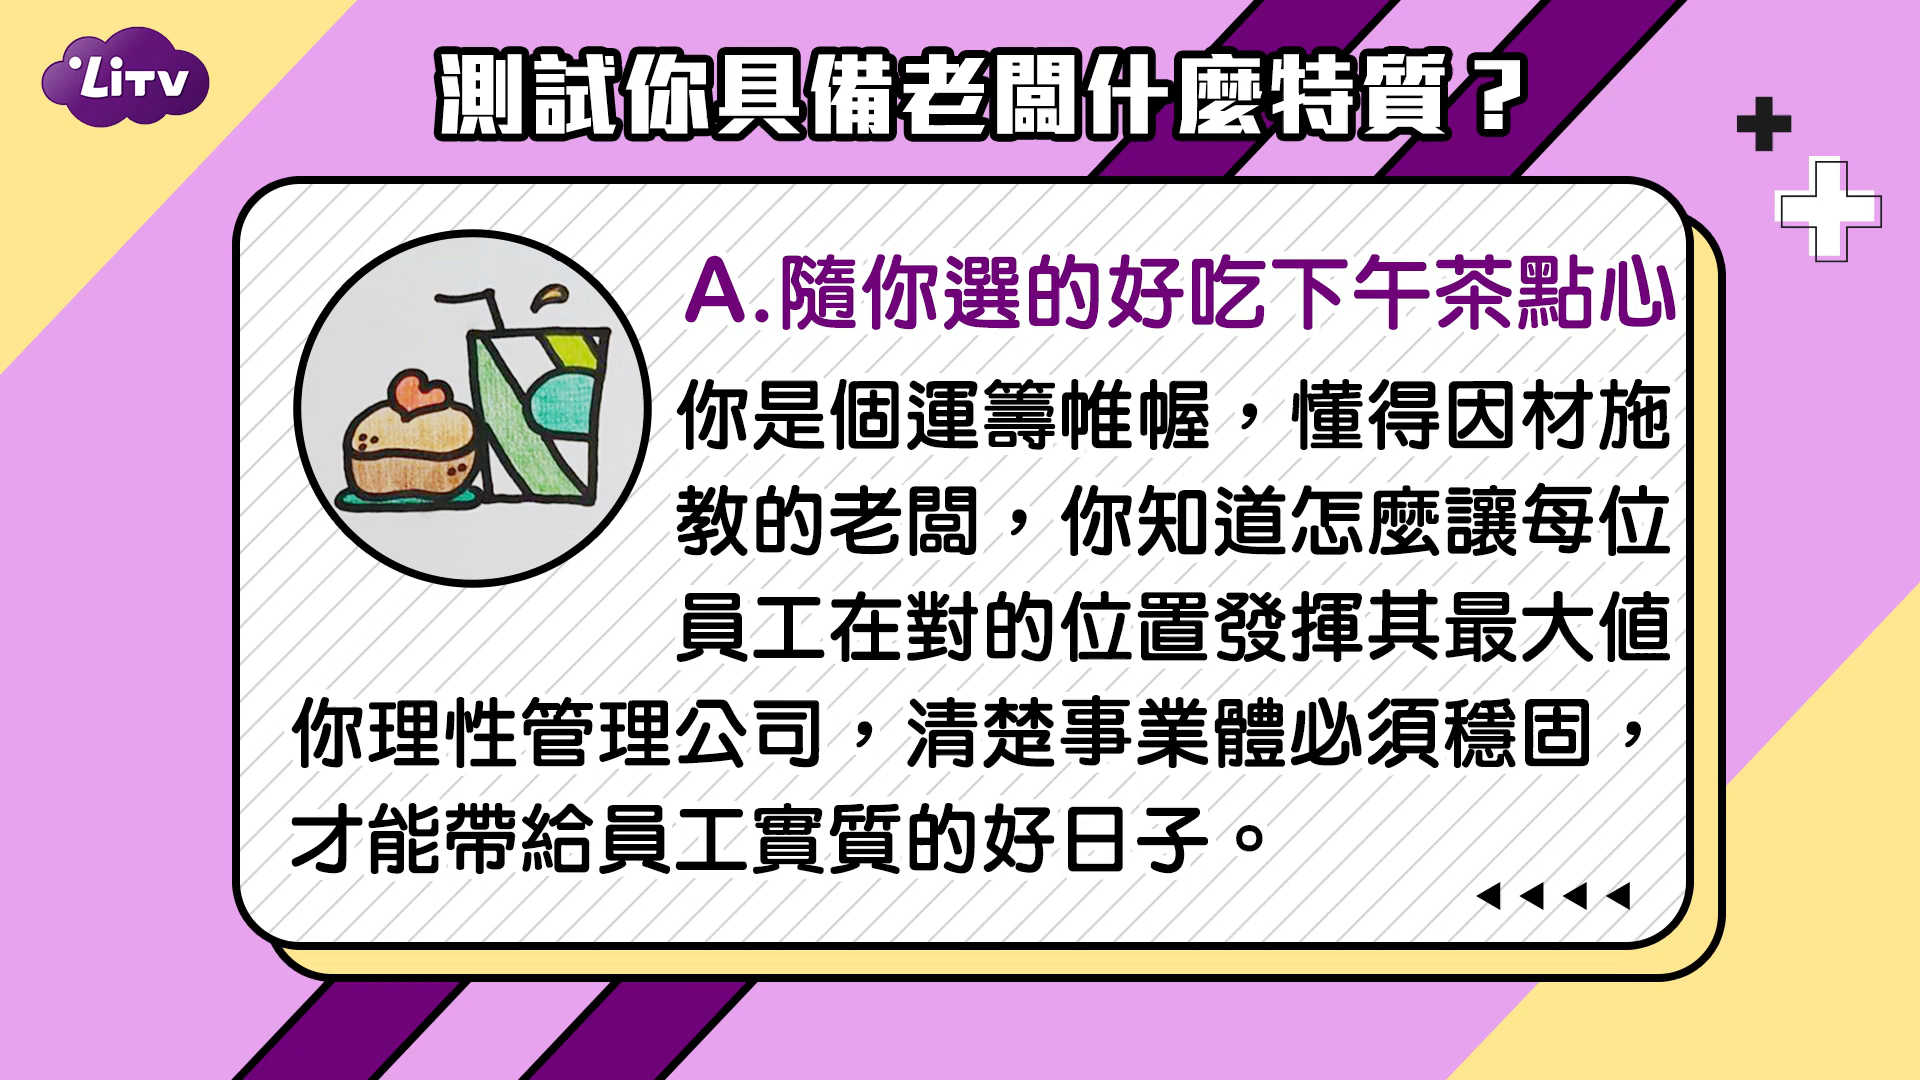 LiTV
測試你具備老闆什麼特質？
A.隨你選的好吃下午茶點心
你是個運籌帷幄，懂得因材施
教的老闆，你知道怎麼讓每位
員工在對的位置發揮其最大值
你理性管理公司，清楚事業體必須穩固，
才能帶給員工實質的好日子。